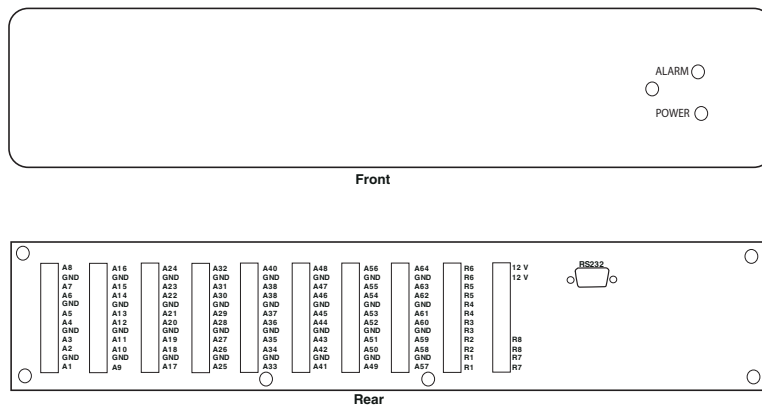 ALARM
POWER
Front
RS232
A8
GND
A7
A6
GND
A5
A4
GND
A3
A2
GND
A1
A16
GND
A15
A14
GND
A13
A12
GND
A11
A10
GND
A9
A24
GND
A23
A22
GND
A21
A20
GND
A19
A18
GND
A17
A32
GND
A31
A30
GND
A29
A28
GND
A27
A26
GND
A25
A40
GND
A38
A38
GND
A37
A36
GND
A35
A34
GND
A33
A48
GND
A47
A46
GND
A45
A44
GND
A43
A42
GND
A41
A56
GND
A55
A54
GND
A53
A52
GND
A51
A50
GND
A49
A64
GND
A63
A62
GND
A61
A60
GND
A59
A58
GND
A57
R6
R6
R5
R5
R4
R4
R3
R3
R2
R2
R1
R1
12 V
12 V
R8
R8
R7
R7
Rear